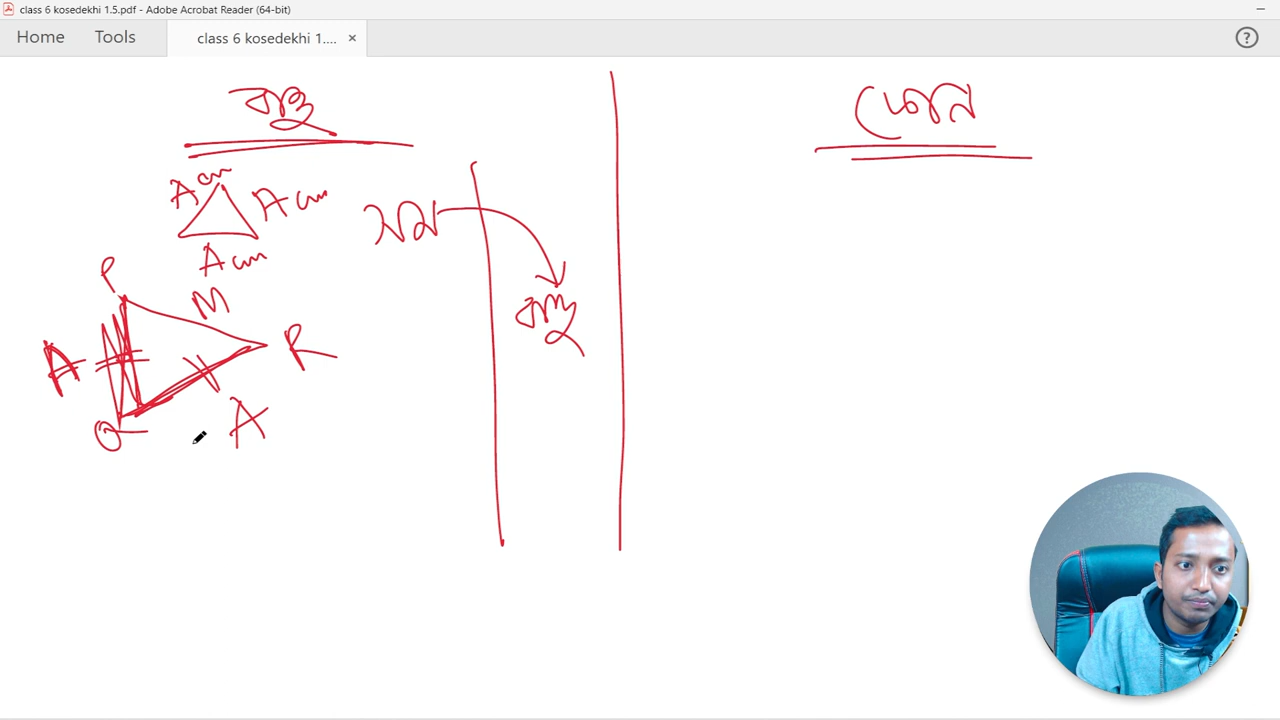 class 6 kosedekhi 1.5.pdf - Adobe Acrobat Reader (64-bit)
Home Tools class 6 kosedekhi 1.... × ?
বাহু
কোন
A cm
A cm
A cm
সম
বাহু
P
M
A
R
Q
A